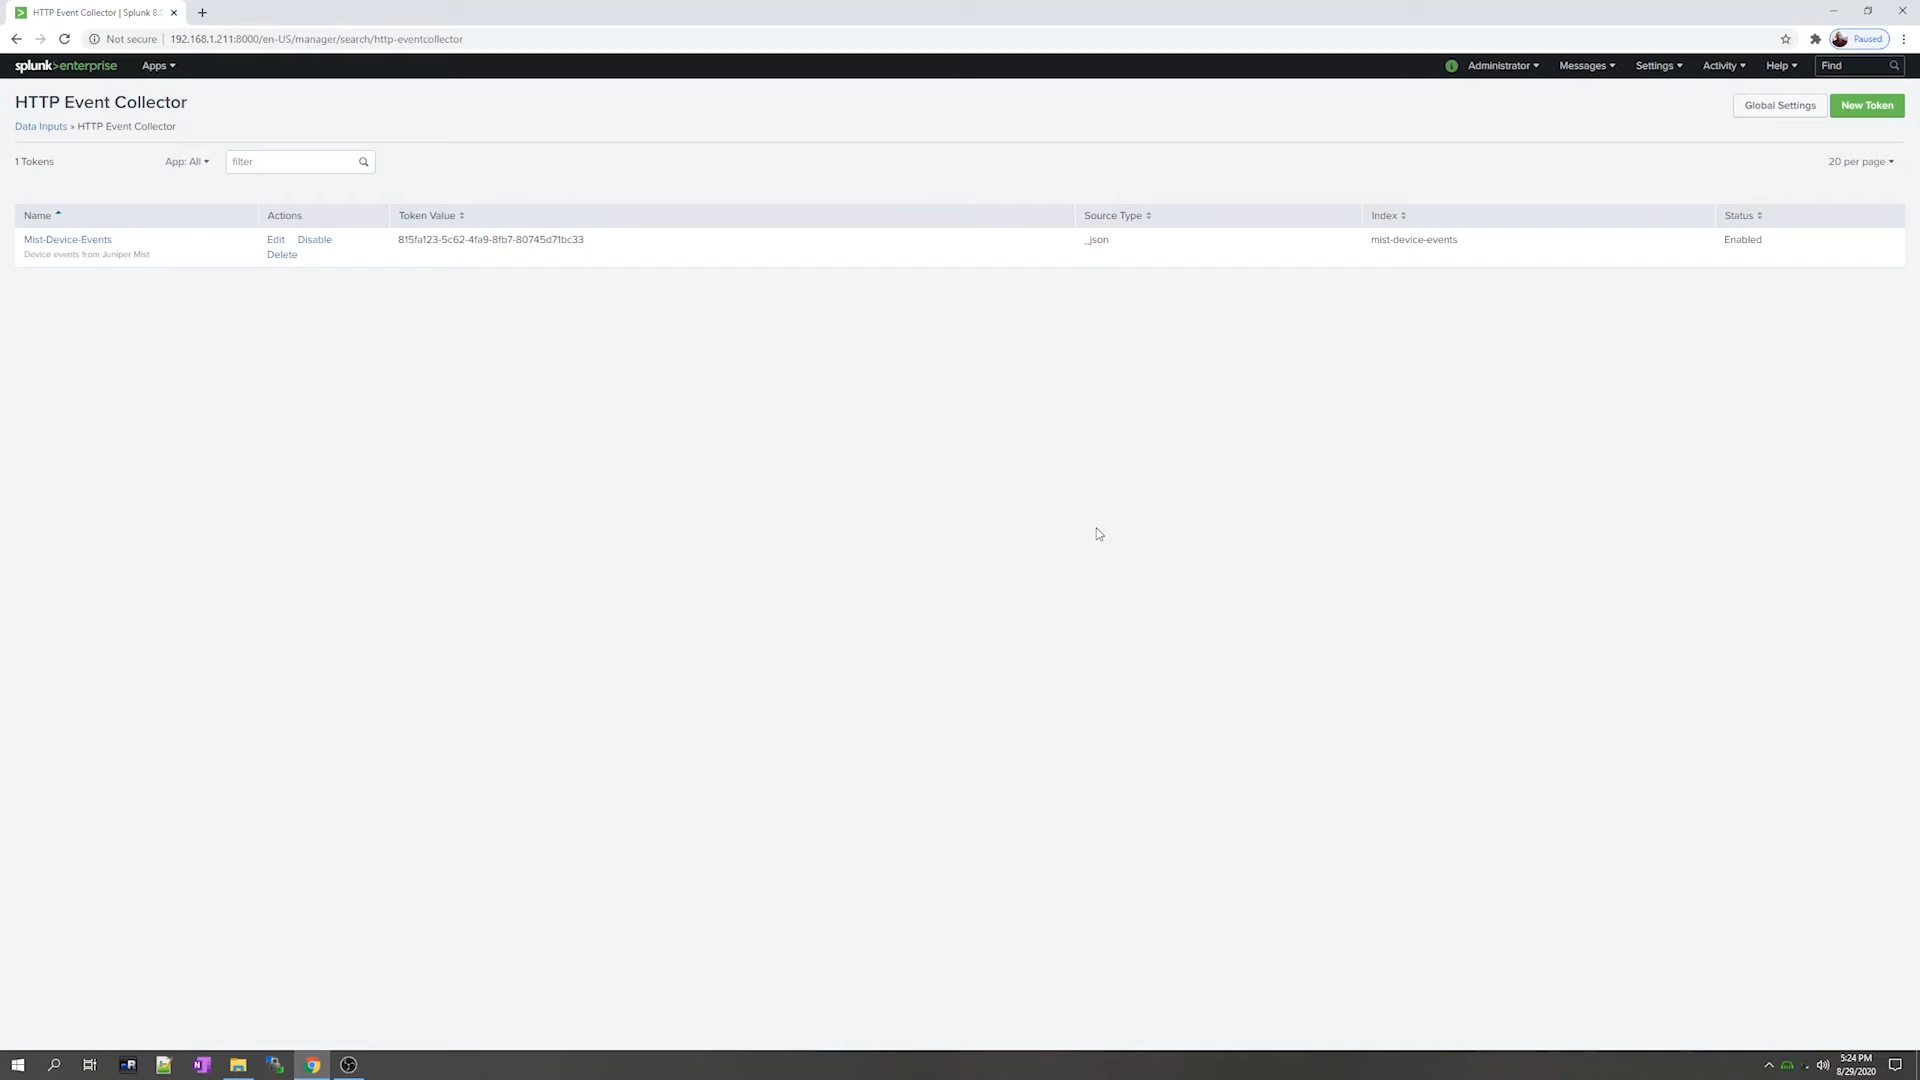 HTTP Event Collector | Splunk 8.0
Not secure | 192.168.1.211:8000/en-US/manager/search/http-eventcollector
Paused
splunk>enterprise Apps Administrator Messages Settings Activity Help Find
HTTP Event Collector
Global Settings New Token
Data Inputs » HTTP Event Collector
1 Tokens App: All filter 20 per page
Name Actions Token Value Source Type Index Status
Mist-Device-Events Edit Disable 815fa123-5c62-4fa9-8fb7-80745d71bc33 _json mist-device-events Enabled
Device events from Juniper Mist Delete
5:24 PM
8/29/2020